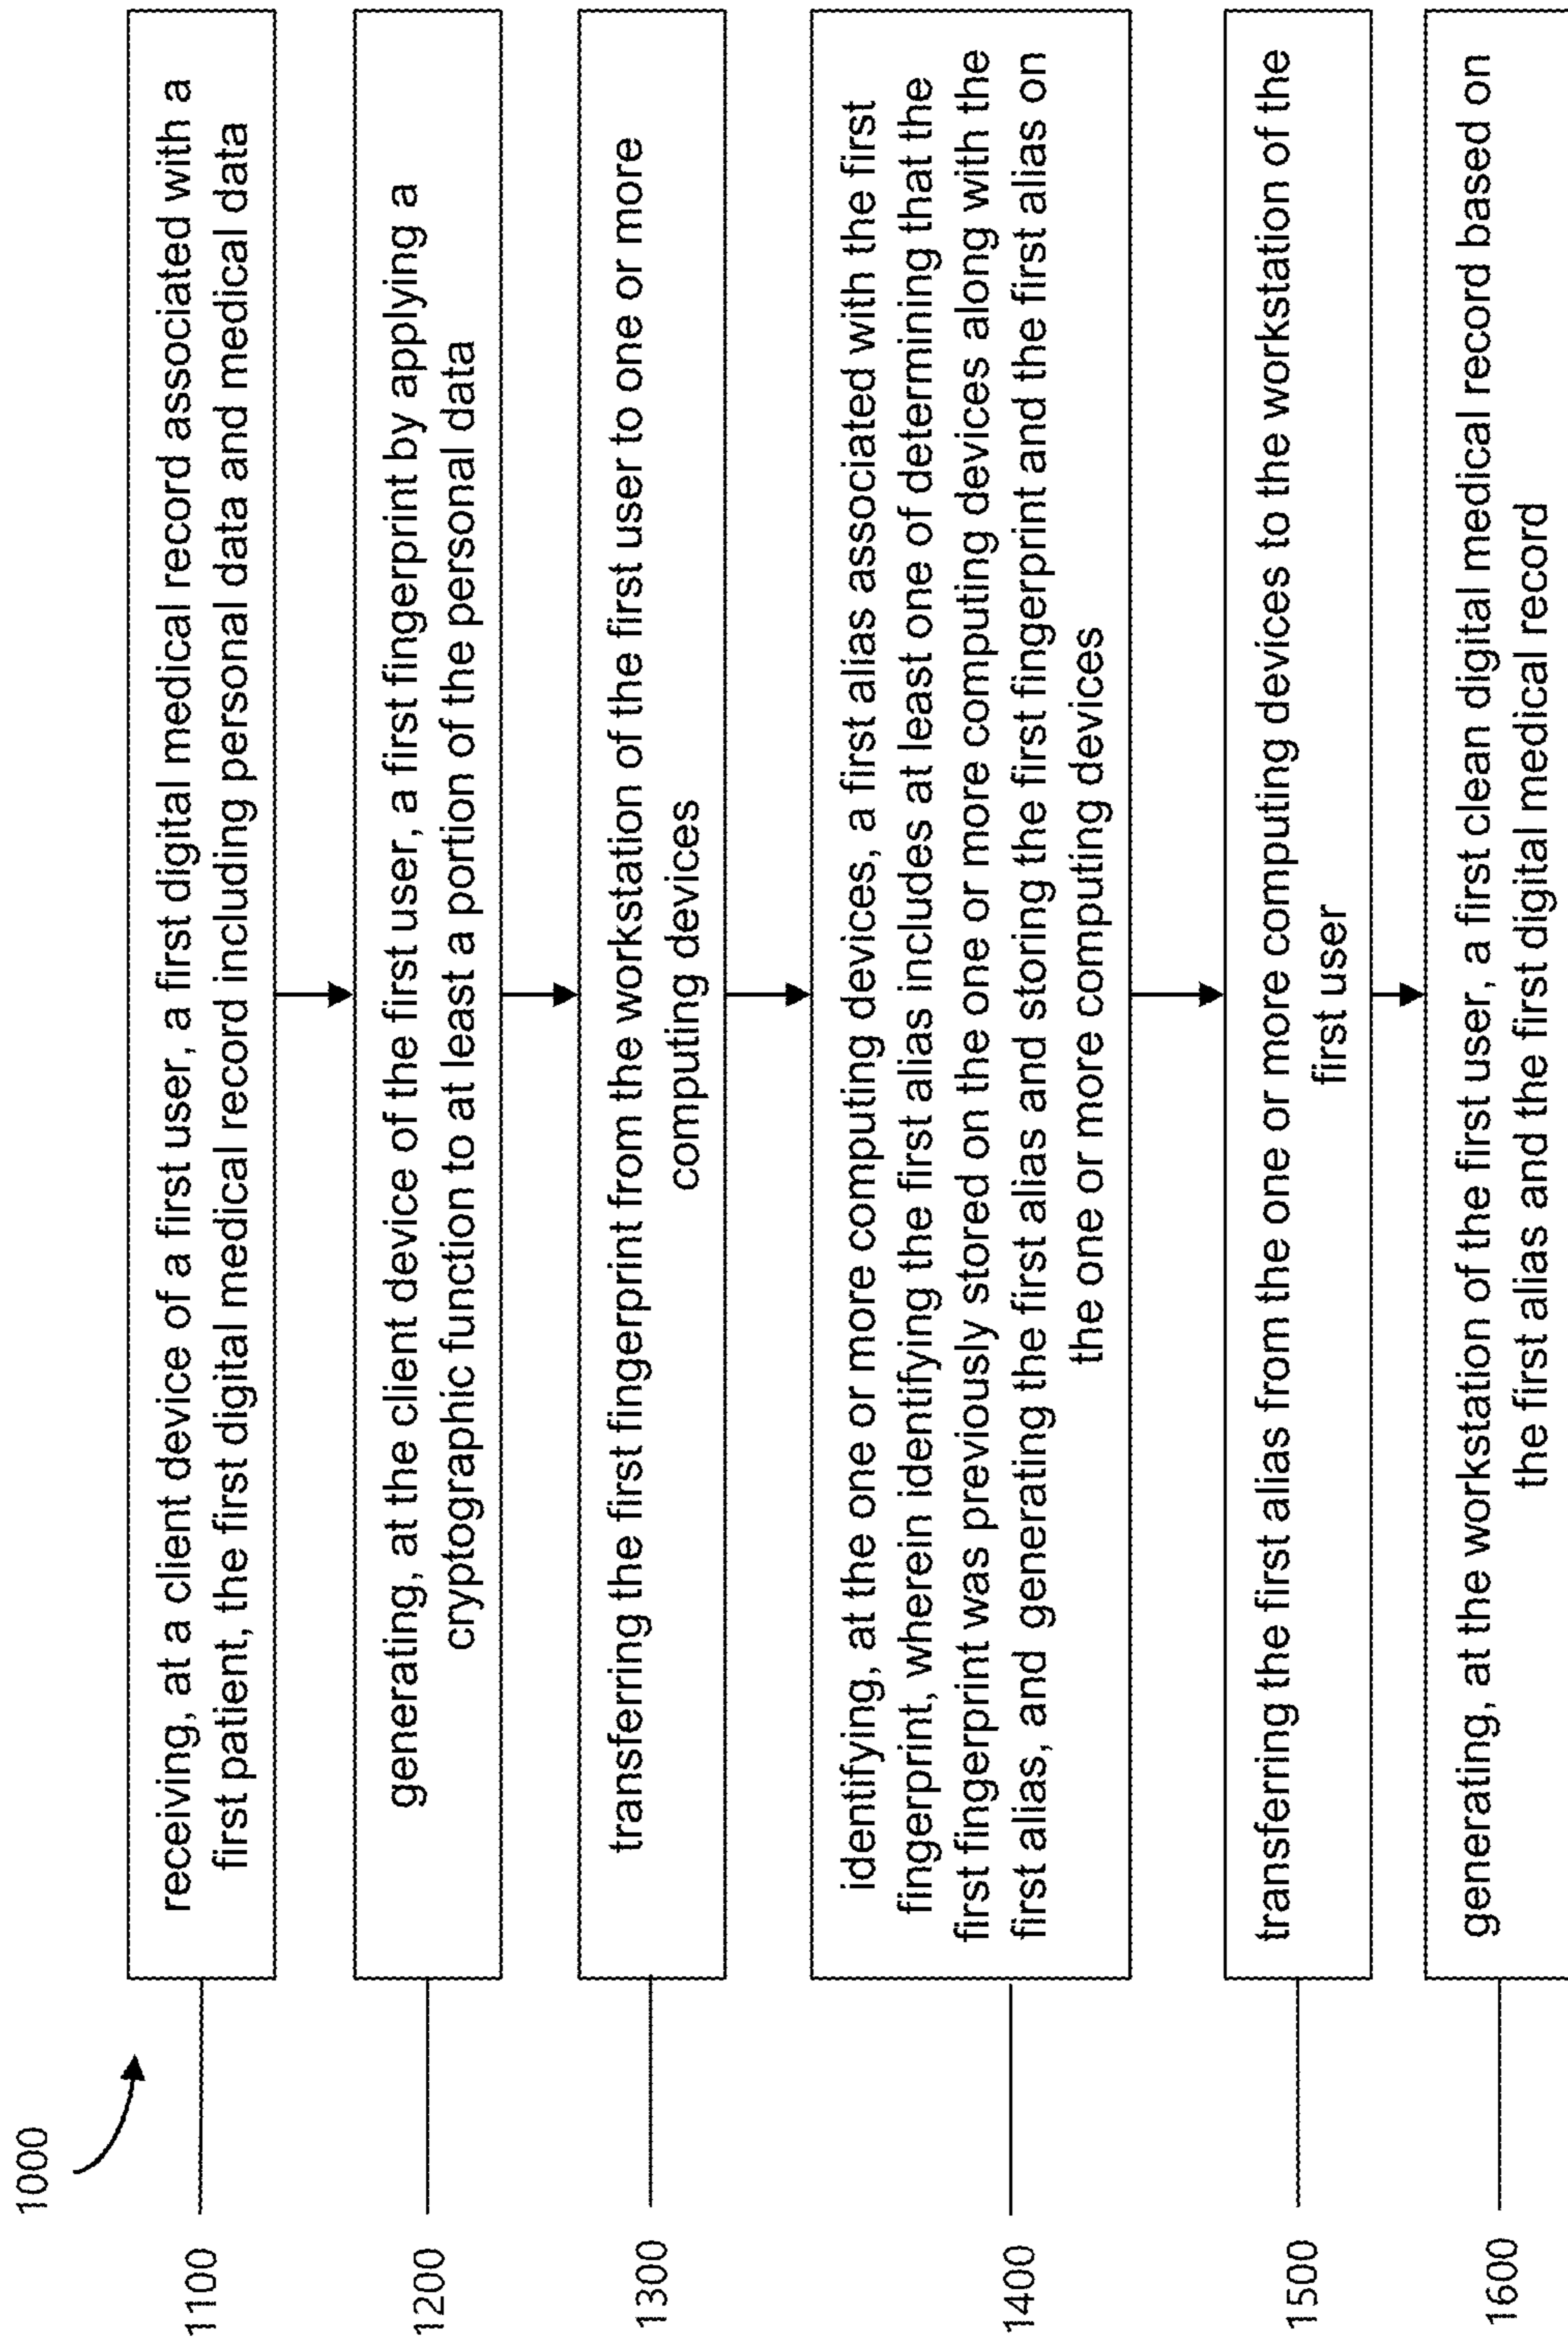 1000
1100
receiving, at a client device of a first user, a first digital medical record associated with a
first patient, the first digital medical record including personal data and medical data
1200
generating, at the client device of the first user, a first fingerprint by applying a
cryptographic function to at least a portion of the personal data
1300
transferring the first fingerprint from the workstation of the first user to one or more
computing devices
1400
identifying, at the one or more computing devices, a first alias associated with the first
fingerprint, wherein identifying the first alias includes at least one of determining that the
first fingerprint was previously stored on the one or more computing devices along with the
first alias, and generating the first alias and storing the first fingerprint and the first alias on
the one or more computing devices
1500
transferring the first alias from the one or more computing devices to the workstation of the
first user
1600
generating, at the workstation of the first user, a first clean digital medical record based on
the first alias and the first digital medical record